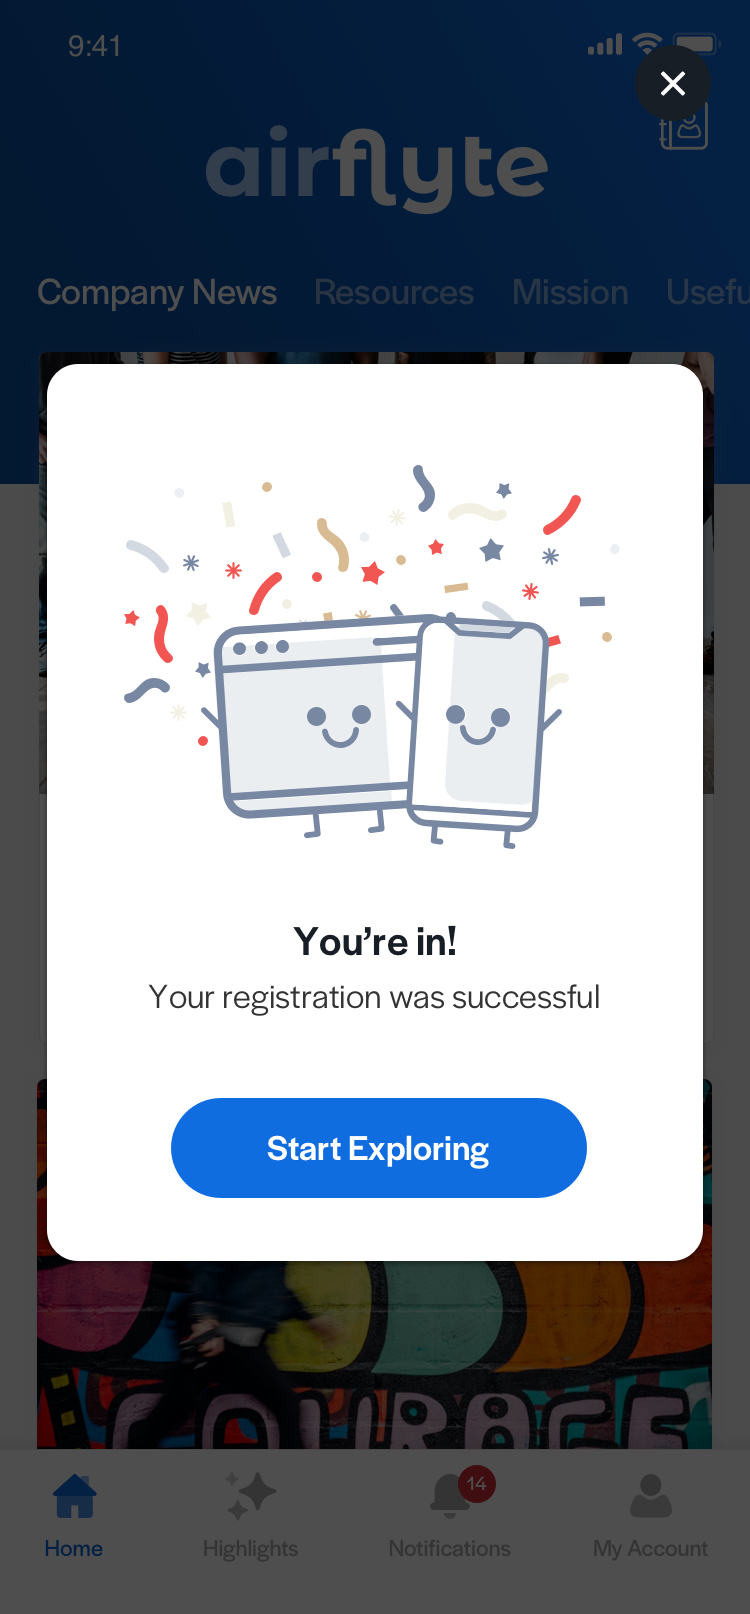 9:41
airflyte
Company News Resources Mission Usefu
You're in!
Your registration was successful
Start Exploring
COURAGE
14
Home Highlights Notifications My Account